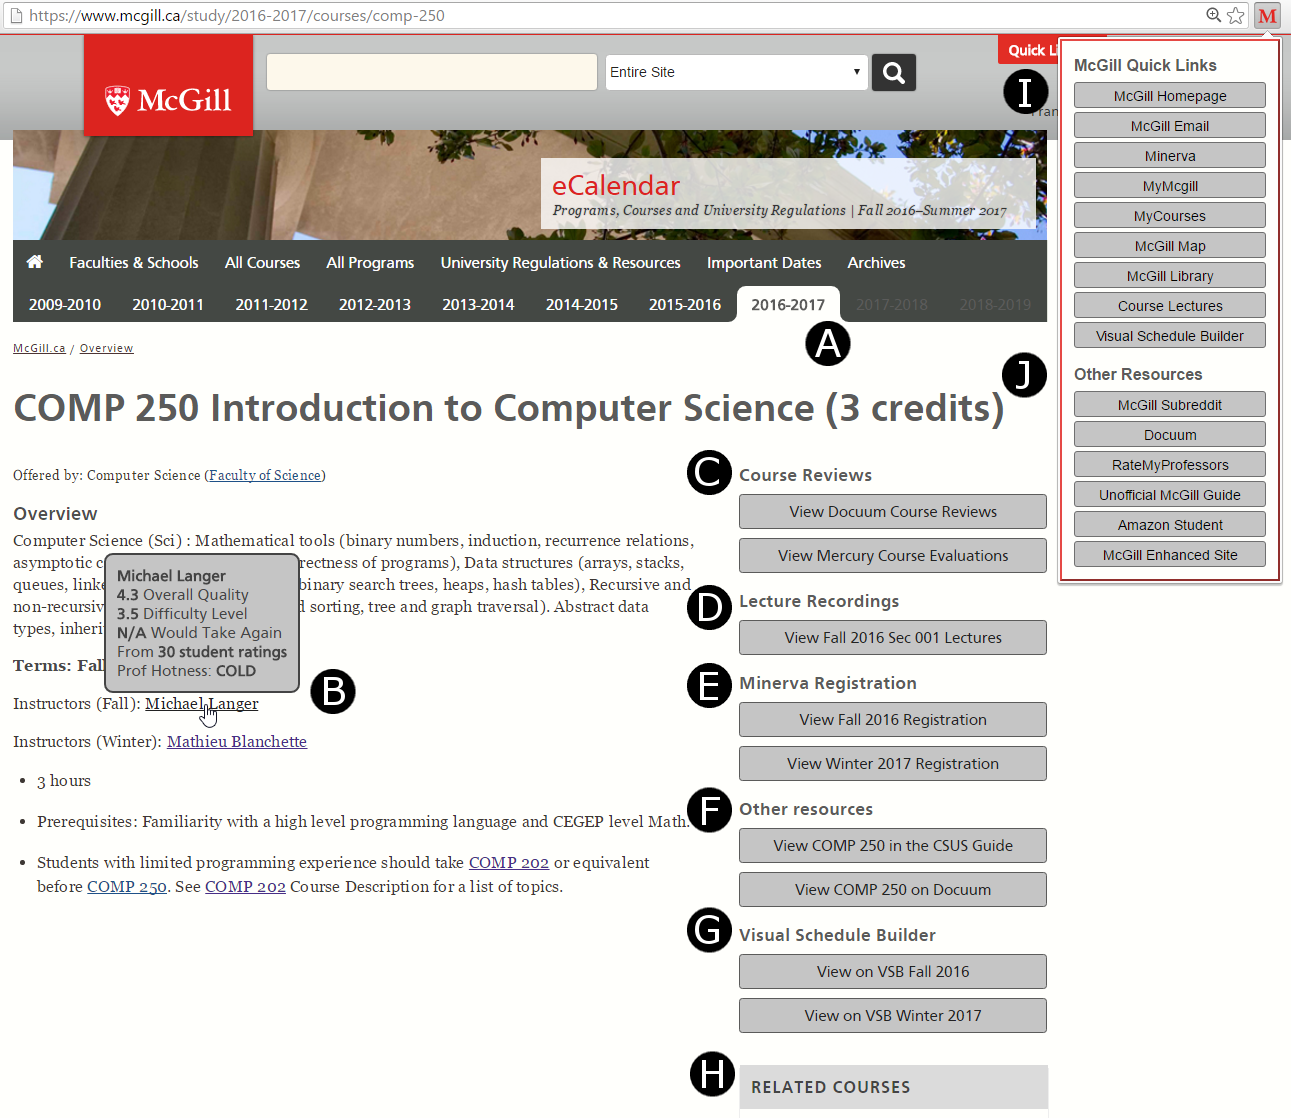 https://www.mcgill.ca/study/2016-2017/courses/comp-250
M
McGill
Entire Site
Quick Li
I
Fran
eCalendar
Programs, Courses and University Regulations | Fall 2016–Summer 2017
Faculties & Schools All Courses All Programs University Regulations & Resources Important Dates Archives
2009-2010 2010-2011 2011-2012 2012-2013 2013-2014 2014-2015 2015-2016 2016-2017 2017-2018 2018-2019
A
McGill.ca / Overview
J
COMP 250 Introduction to Computer Science (3 credits)
Offered by: Computer Science (Faculty of Science)
Overview
Computer Science (Sci) : Mathematical tools (binary numbers, induction, recurrence relations,
asymptotic c rectness of programs), Data structures (arrays, stacks,
queues, linke binary search trees, heaps, hash tables), Recursive and
non-recursiv d sorting, tree and graph traversal). Abstract data
types, inheri
Michael Langer
4.3 Overall Quality
3.5 Difficulty Level
N/A Would Take Again
From 30 student ratings
Prof Hotness: COLD
Terms: Fal
B
Instructors (Fall): Michael Langer
Instructors (Winter): Mathieu Blanchette
• 3 hours
• Prerequisites: Familiarity with a high level programming language and CEGEP level Math.
• Students with limited programming experience should take COMP 202 or equivalent
before COMP 250. See COMP 202 Course Description for a list of topics.
C
Course Reviews
View Docuum Course Reviews
View Mercury Course Evaluations
D
Lecture Recordings
View Fall 2016 Sec 001 Lectures
E
Minerva Registration
View Fall 2016 Registration
View Winter 2017 Registration
F
Other resources
View COMP 250 in the CSUS Guide
View COMP 250 on Docuum
G
Visual Schedule Builder
View on VSB Fall 2016
View on VSB Winter 2017
H
RELATED COURSES
McGill Quick Links
McGill Homepage
McGill Email
Minerva
MyMcgill
MyCourses
McGill Map
McGill Library
Course Lectures
Visual Schedule Builder
Other Resources
McGill Subreddit
Docuum
RateMyProfessors
Unofficial McGill Guide
Amazon Student
McGill Enhanced Site